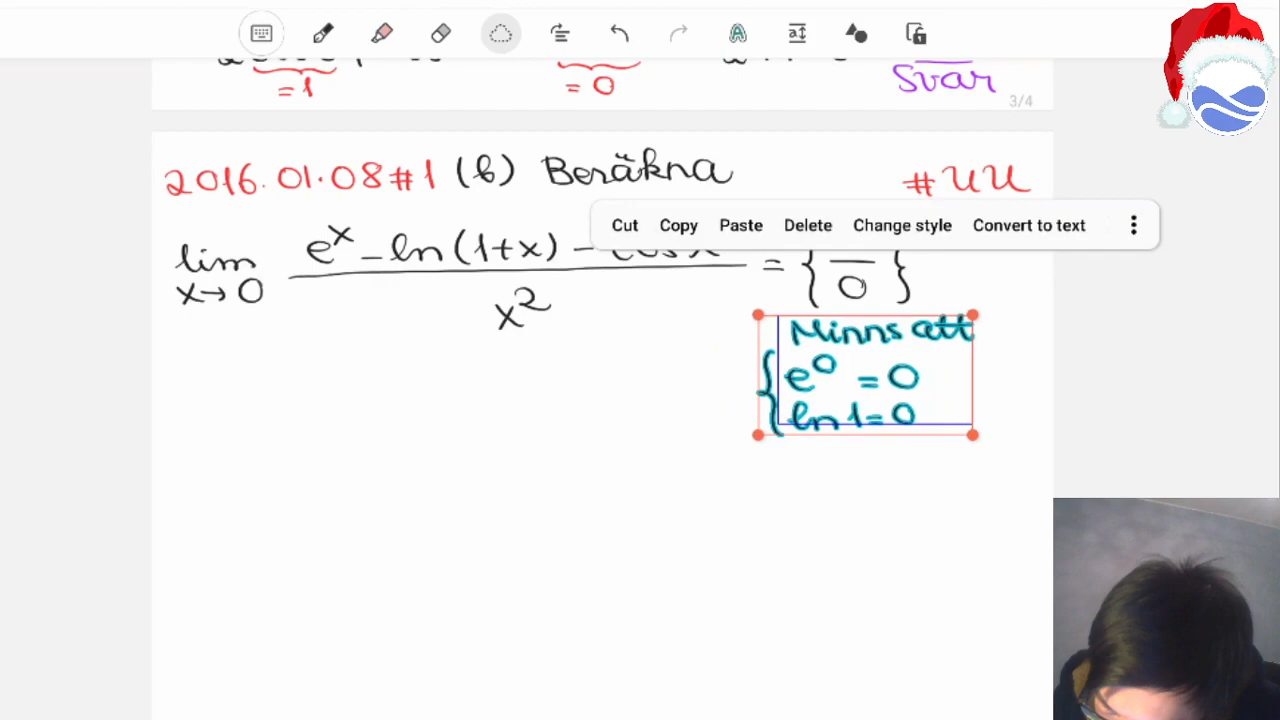 Svar
= 1
= 0
3/4
2016.01.08#1 (b) Beräkna
#UU
Cut Copy Paste Delete Change style Convert to text
lim x→0
e^x - ln(1+x) - cos x
x^2
= { — 0 }
Minns att
{ e^0 = 0
ln 1 = 0